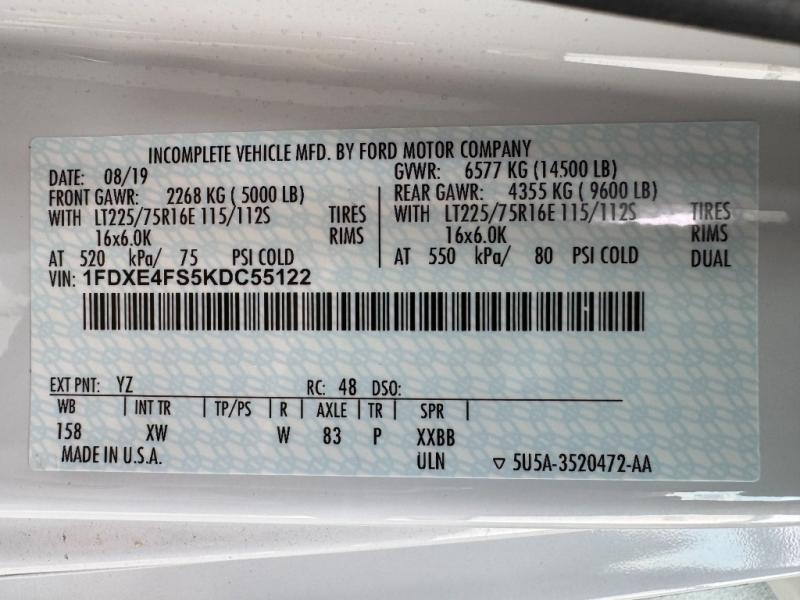 INCOMPLETE VEHICLE MFD. BY FORD MOTOR COMPANY
DATE: 08/19 GVWR: 6577 KG (14500 LB)
FRONT GAWR: 2268 KG ( 5000 LB) REAR GAWR: 4355 KG ( 9600 LB)
WITH LT225/75R16E 115/112S TIRES WITH LT225/75R16E 115/112S TIRES
16x6.0K RIMS 16x6.0K RIMS
AT 520 kPa/ 75 PSI COLD AT 550 kPa/ 80 PSI COLD DUAL
VIN: 1FDXE4FS5KDC55122
EXT PNT: YZ RC: 48 DSO:
WB INT TR TP/PS R AXLE TR SPR
158 XW W 83 P XXBB
MADE IN U.S.A. ULN ▽ 5U5A-3520472-AA